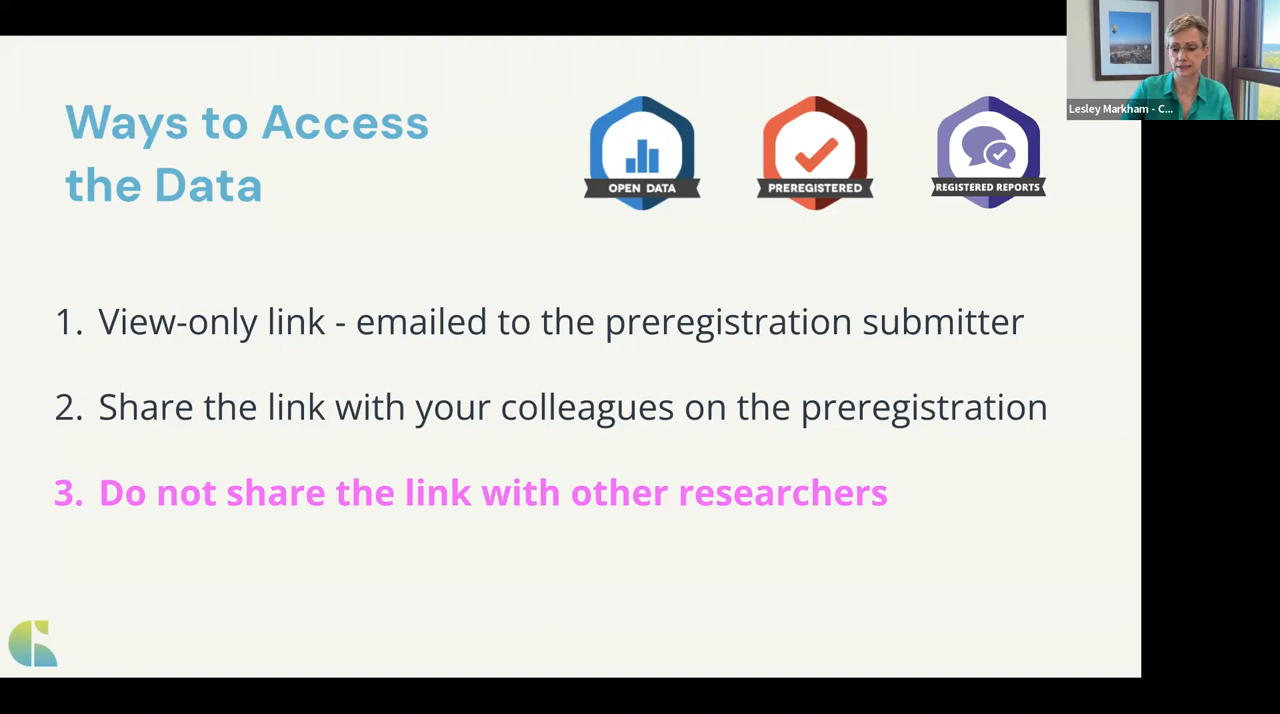 Ways to Access
the Data
OPEN DATA
PREREGISTERED
REGISTERED REPORTS
Lesley Markham - C...
1. View-only link - emailed to the preregistration submitter
2. Share the link with your colleagues on the preregistration
3. Do not share the link with other researchers